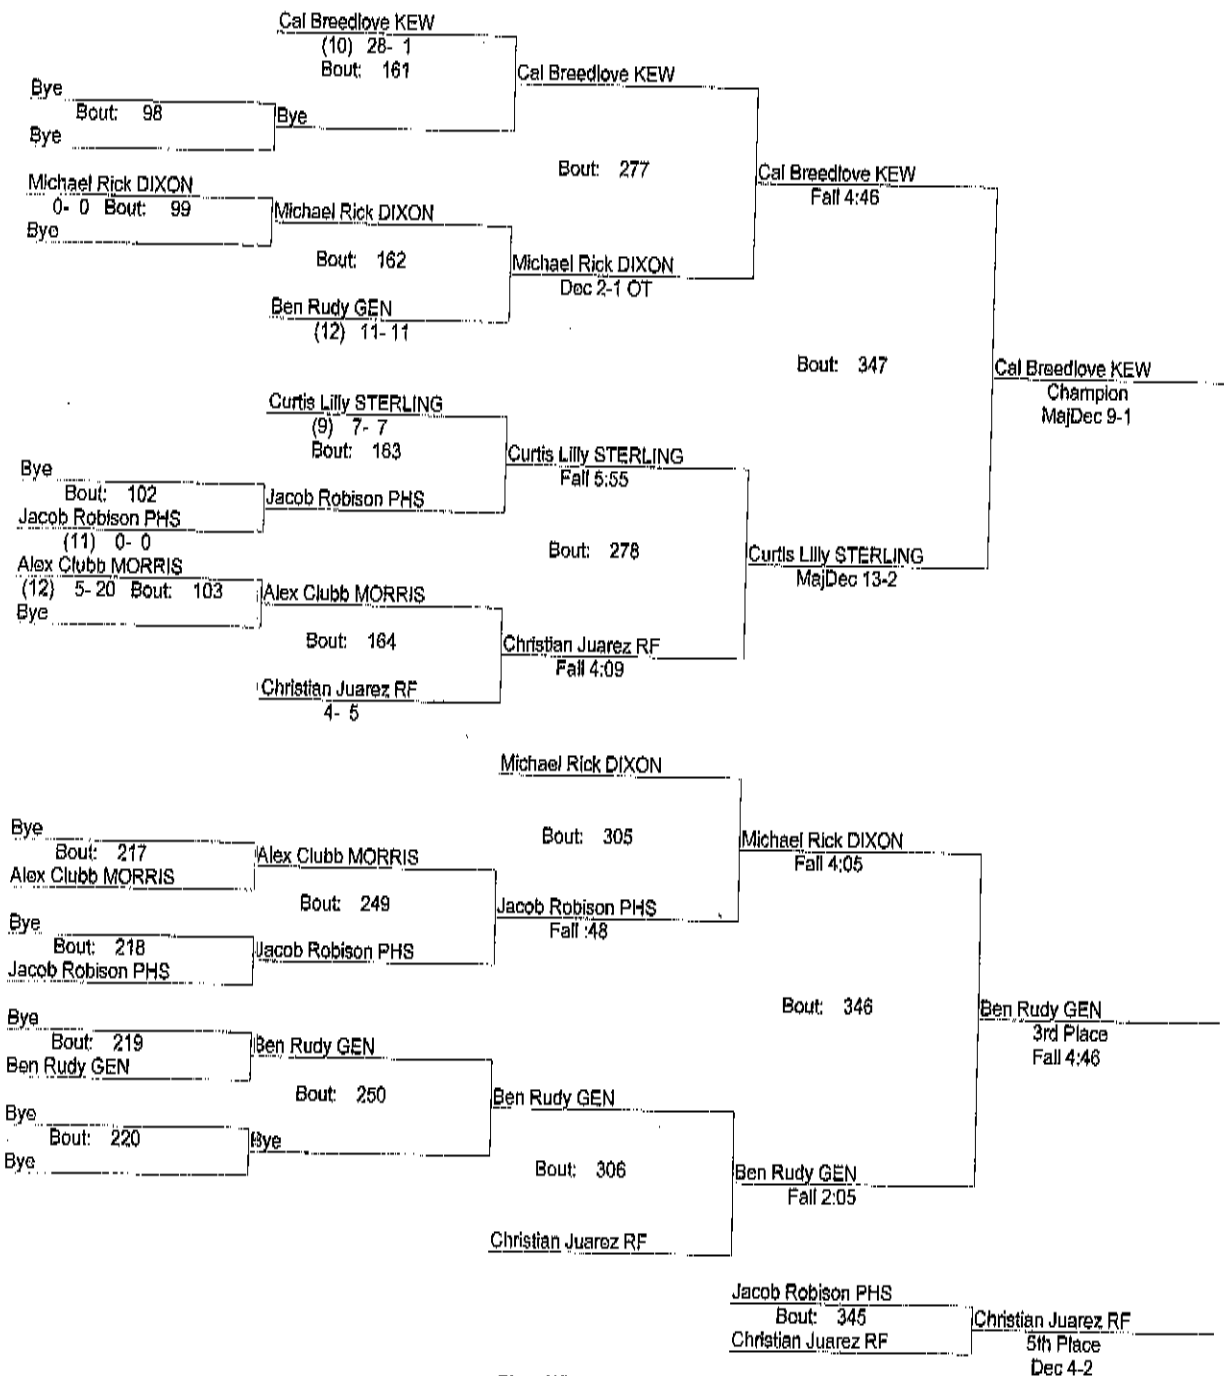 Cal Breedlove KEW
(10) 28- 1
Bout: 161
Cal Breedlove KEW
Bye
Bout: 98
Bye
Bye
Bout: 277
Cal Breedlove KEW
Fall 4:46
Michael Rick DIXON
0- 0 Bout: 99
Michael Rick DIXON
Bye
Bout: 162
Michael Rick DIXON
Dec 2-1 OT
Ben Rudy GEN
(12) 11- 11
Bout: 347
Cal Breedlove KEW
Champion
MajDec 9-1
Curtis Lilly STERLING
(9) 7- 7
Bout: 163
Curtis Lilly STERLING
Fall 5:55
Bye
Bout: 102
Jacob Robison PHS
Jacob Robison PHS
(11) 0- 0
Bout: 278
Curtis Lilly STERLING
MajDec 13-2
Alex Clubb MORRIS
(12) 5- 20 Bout: 103
Alex Clubb MORRIS
Bye
Bout: 164
Christian Juarez RF
Fall 4:09
Christian Juarez RF
4- 5
Michael Rick DIXON
Bout: 305
Michael Rick DIXON
Fall 4:05
Bye
Bout: 217
Alex Clubb MORRIS
Alex Clubb MORRIS
Bout: 249
Jacob Robison PHS
Fall :48
Bye
Bout: 218
Jacob Robison PHS
Jacob Robison PHS
Bout: 346
Ben Rudy GEN
3rd Place
Fall 4:46
Bye
Bout: 219
Ben Rudy GEN
Ben Rudy GEN
Bout: 250
Ben Rudy GEN
Bye
Bout: 220
Bye
Bye
Bout: 306
Ben Rudy GEN
Fall 2:05
Christian Juarez RF
Jacob Robison PHS
Bout: 345
Christian Juarez RF
Christian Juarez RF
5th Place
Dec 4-2